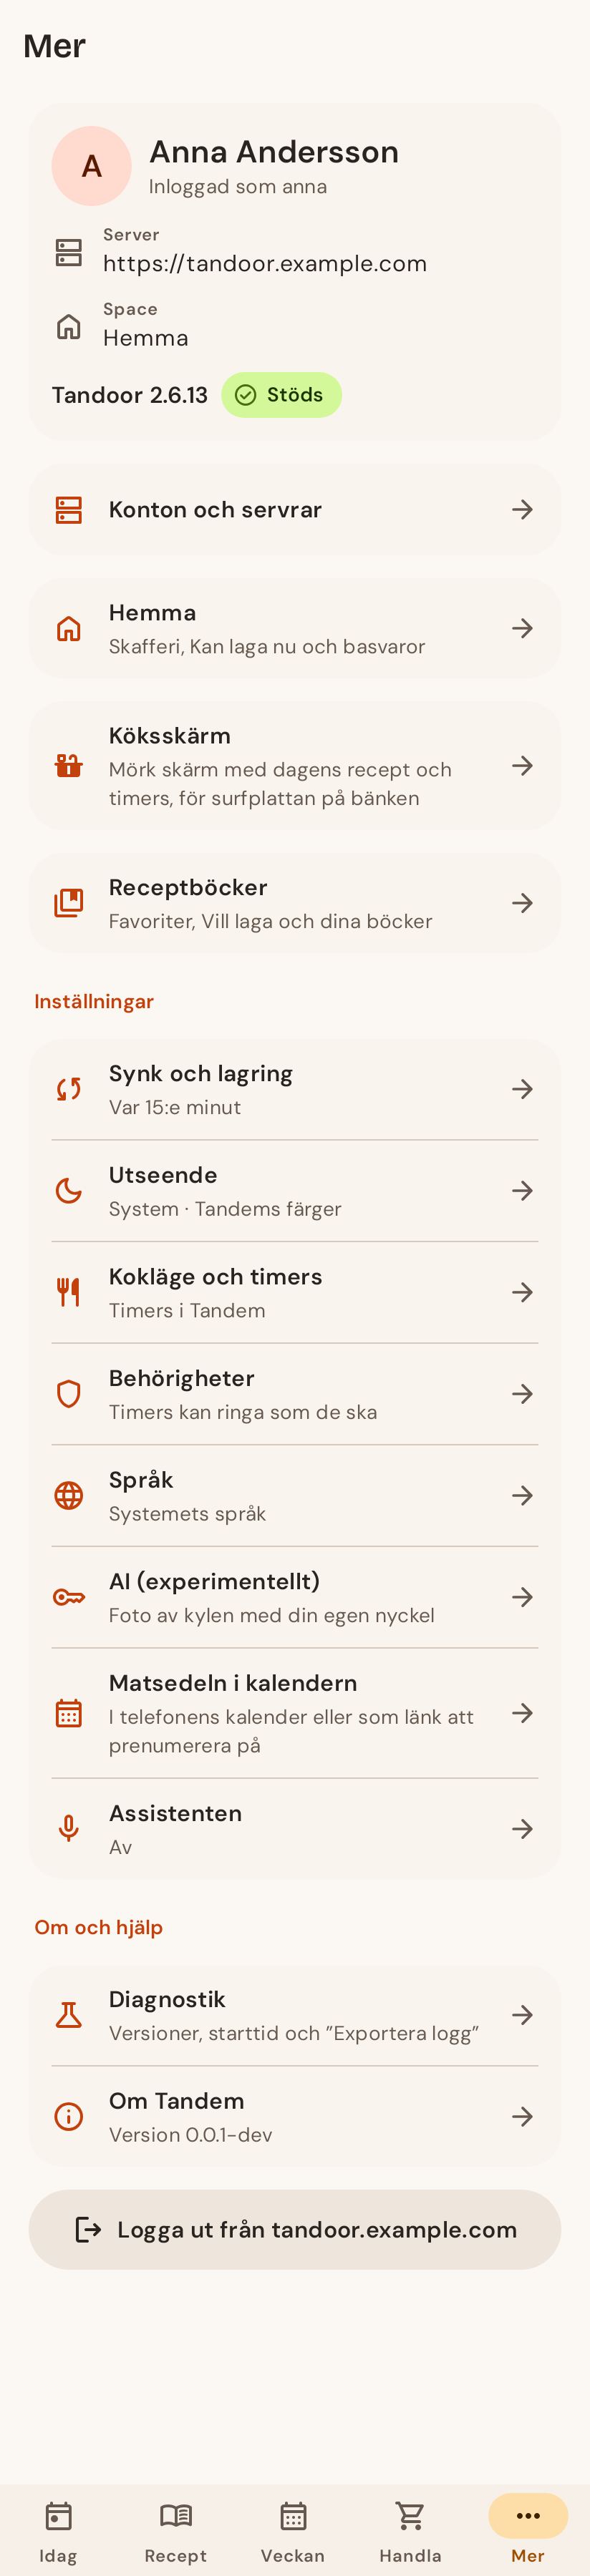 Mer
A
Anna Andersson
Inloggad som anna
Server
https://tandoor.example.com
Space
Hemma
Tandoor 2.6.13
Stöds
Konton och servrar
Hemma
Skafferi, Kan laga nu och basvaror
Köksskärm
Mörk skärm med dagens recept och
timers, för surfplattan på bänken
Receptböcker
Favoriter, Vill laga och dina böcker
Inställningar
Synk och lagring
Var 15:e minut
Utseende
System · Tandems färger
Kokläge och timers
Timers i Tandem
Behörigheter
Timers kan ringa som de ska
Språk
Systemets språk
AI (experimentellt)
Foto av kylen med din egen nyckel
Matsedeln i kalendern
I telefonens kalender eller som länk att
prenumerera på
Assistenten
Av
Om och hjälp
Diagnostik
Versioner, starttid och ”Exportera logg”
Om Tandem
Version 0.0.1-dev
Logga ut från tandoor.example.com
Idag
Recept
Veckan
Handla
Mer